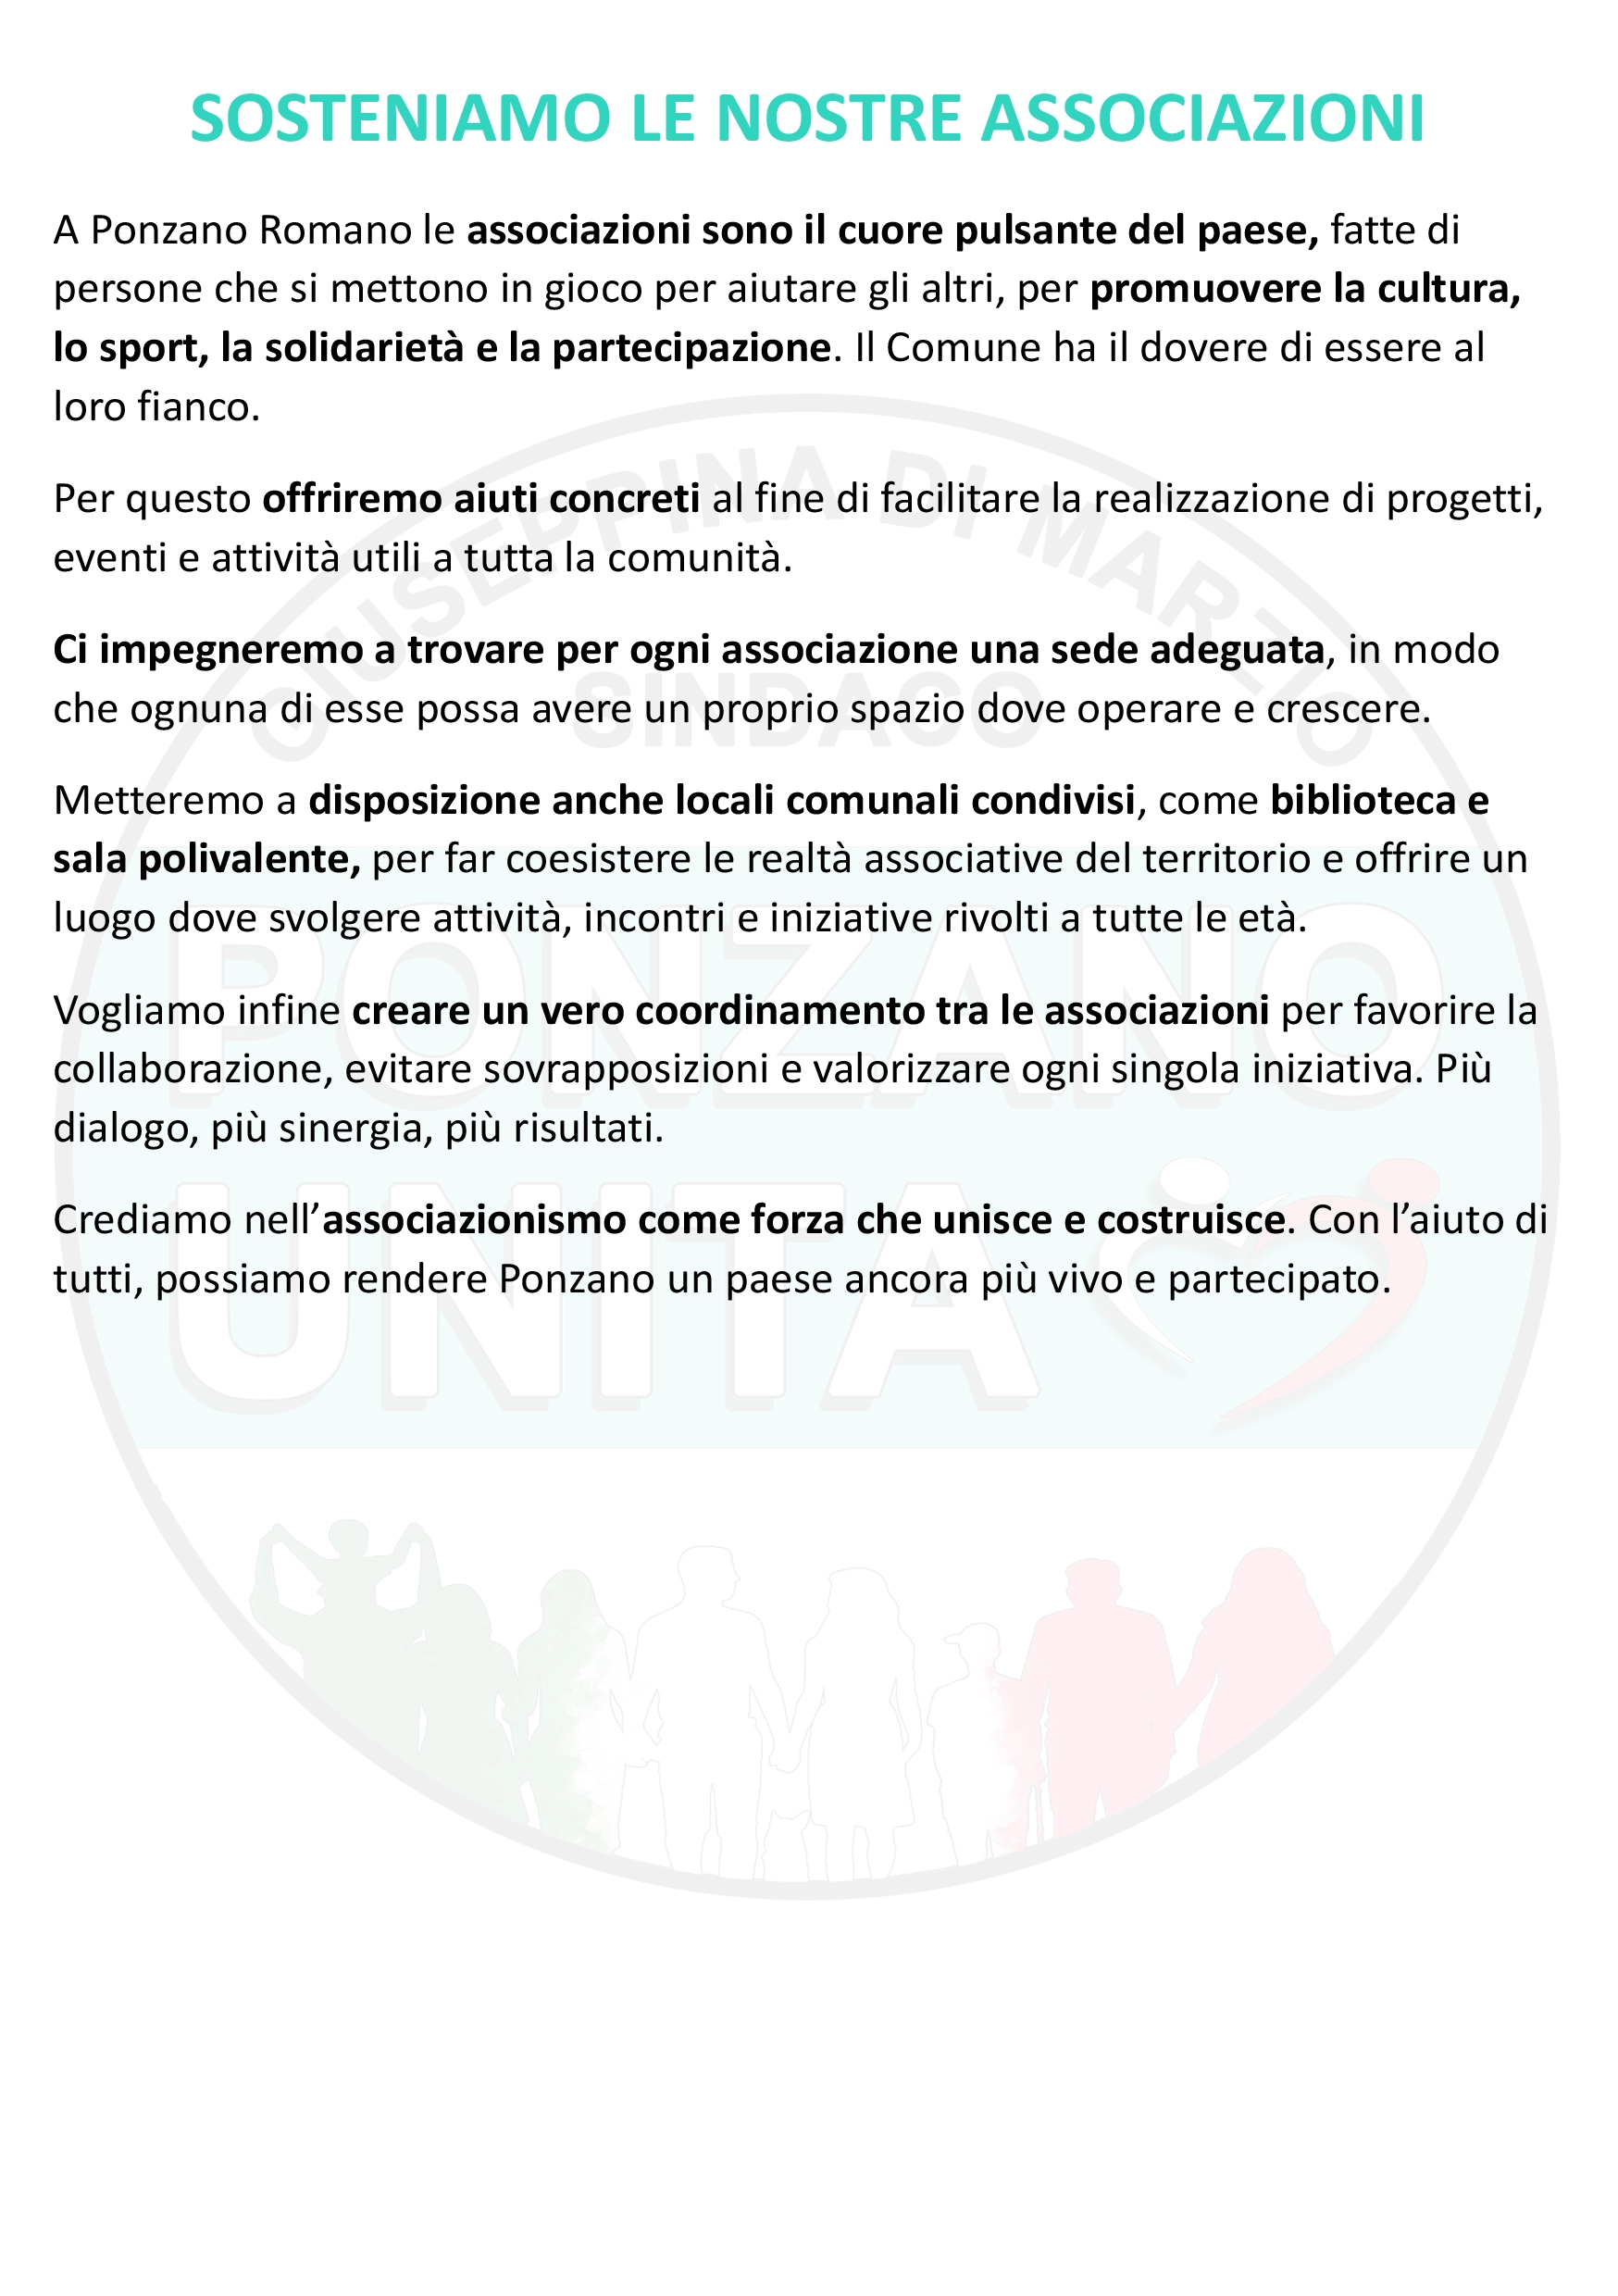 SOSTENIAMO LE NOSTRE ASSOCIAZIONI
A Ponzano Romano le associazioni sono il cuore pulsante del paese, fatte di
persone che si mettono in gioco per aiutare gli altri, per promuovere la cultura,
lo sport, la solidarietà e la partecipazione. Il Comune ha il dovere di essere al
loro fianco.
Per questo offriremo aiuti concreti al fine di facilitare la realizzazione di progetti,
eventi e attività utili a tutta la comunità.
Ci impegneremo a trovare per ogni associazione una sede adeguata, in modo
che ognuna di esse possa avere un proprio spazio dove operare e crescere.
Metteremo a disposizione anche locali comunali condivisi, come biblioteca e
sala polivalente, per far coesistere le realtà associative del territorio e offrire un
luogo dove svolgere attività, incontri e iniziative rivolti a tutte le età.
Vogliamo infine creare un vero coordinamento tra le associazioni per favorire la
collaborazione, evitare sovrapposizioni e valorizzare ogni singola iniziativa. Più
dialogo, più sinergia, più risultati.
Crediamo nell’associazionismo come forza che unisce e costruisce. Con l’aiuto di
tutti, possiamo rendere Ponzano un paese ancora più vivo e partecipato.
GIUSEPPINA DI MARZIO
SINDACO
PONZANO
UNITA